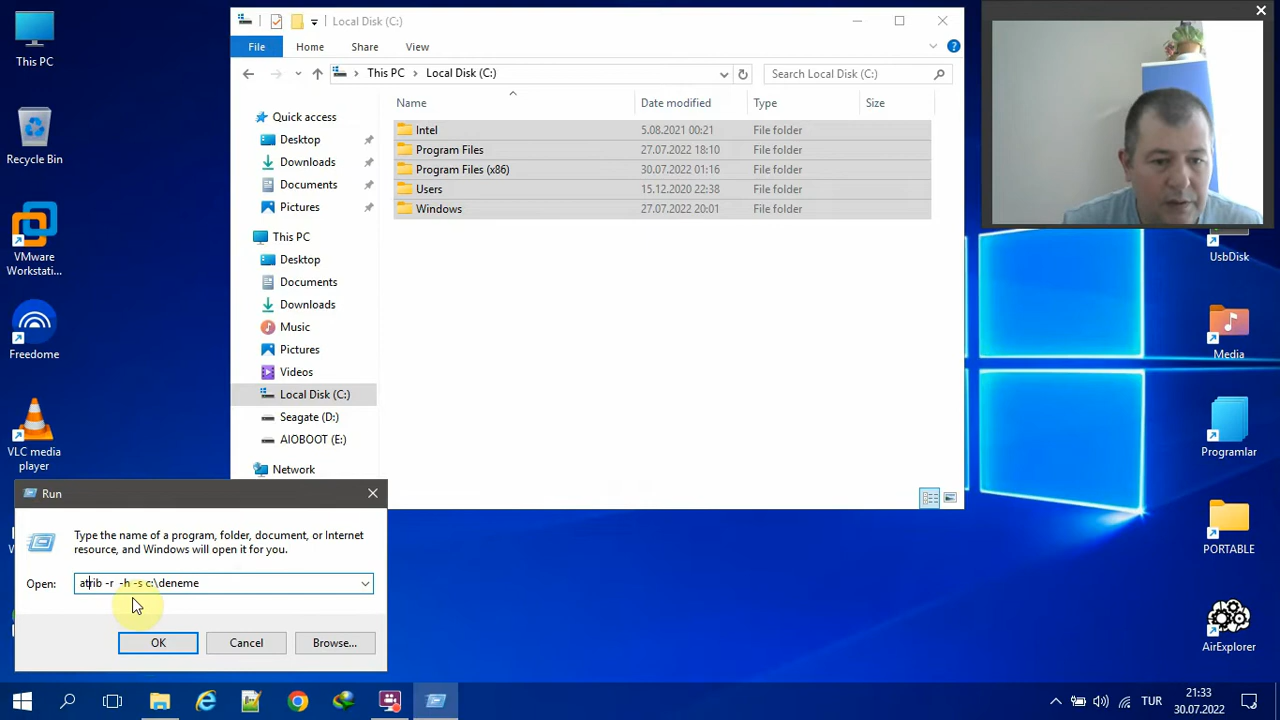 This PC
Recycle Bin
VMware
Workstati...
Freedome
VLC media
player
Local Disk (C:)
File
Home
Share
View
This PC
Local Disk (C:)
Search Local Disk (C:)
Name
Date modified
Type
Size
Quick access
Desktop
Downloads
Documents
Pictures
This PC
Desktop
Downloads
Documents
Music
Pictures
Videos
Local Disk (C:)
Seagate (D:)
AIOBOOT (E:)
Network
Intel 5.08.2021 00:21 File folder
Program Files 27.07.2022 18:10 File folder
Program Files (x86) 30.07.2022 01:16 File folder
Users 15.12.2020 22:38 File folder
Windows 27.07.2022 20:01 File folder
UsbDisk
Media
Programlar
PORTABLE
AirExplorer
Run
Type the name of a program, folder, document, or Internet
resource, and Windows will open it for you.
Open:
atrib -r -h -s c:\deneme
OK
Cancel
Browse...
TUR
21:33
30.07.2022